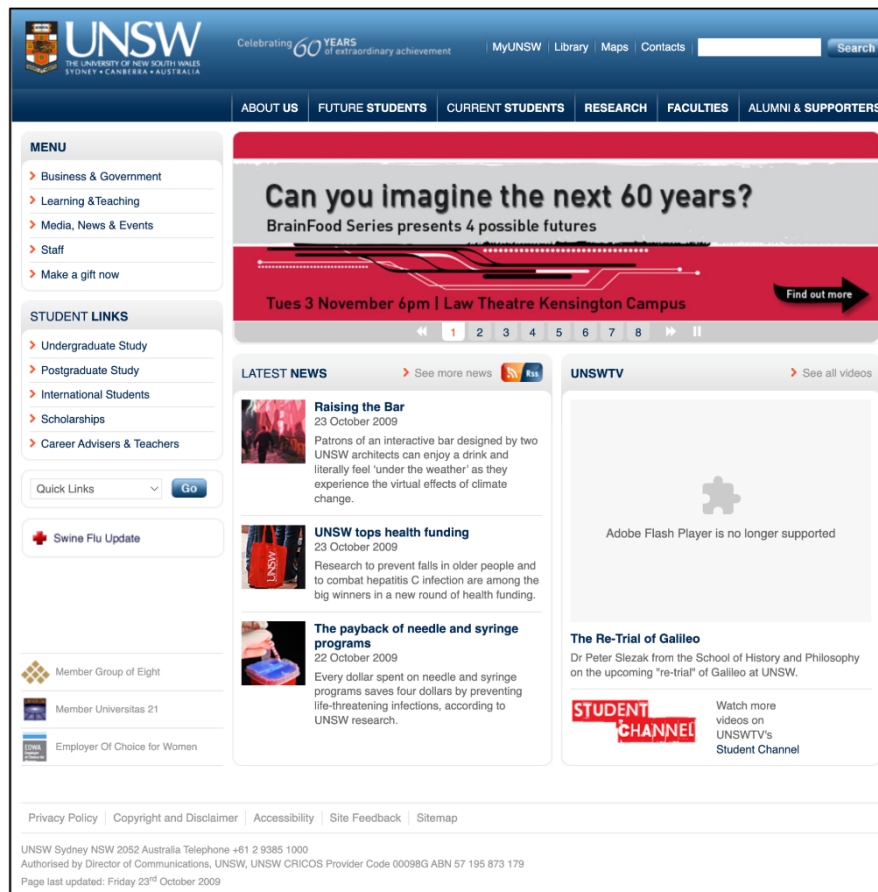 UNSW
THE UNIVERSITY OF NEW SOUTH WALES
SYDNEY • CANBERRA • AUSTRALIA
Celebrating 60 YEARS of extraordinary achievement
MyUNSW
Library
Maps
Contacts
Search
ABOUT US
FUTURE STUDENTS
CURRENT STUDENTS
RESEARCH
FACULTIES
ALUMNI & SUPPORTERS
MENU
Business & Government
Learning &Teaching
Media, News & Events
Staff
Make a gift now
STUDENT LINKS
Undergraduate Study
Postgraduate Study
International Students
Scholarships
Career Advisers & Teachers
Quick Links
Go
Swine Flu Update
Member Group of Eight
Member Universitas 21
EOWA
Employer Of Choice for Women
Can you imagine the next 60 years?
BrainFood Series presents 4 possible futures
Tues 3 November 6pm | Law Theatre Kensington Campus
Find out more
1 2 3 4 5 6 7 8
LATEST NEWS
See more news
Rss
Raising the Bar
23 October 2009
Patrons of an interactive bar designed by two
UNSW architects can enjoy a drink and
literally feel 'under the weather' as they
experience the virtual effects of climate
change.
UNSW
UNSW tops health funding
23 October 2009
Research to prevent falls in older people and
to combat hepatitis C infection are among the
big winners in a new round of health funding.
The payback of needle and syringe
programs
22 October 2009
Every dollar spent on needle and syringe
programs saves four dollars by preventing
life-threatening infections, according to
UNSW research.
UNSWTV
See all videos
Adobe Flash Player is no longer supported
The Re-Trial of Galileo
Dr Peter Slezak from the School of History and Philosophy
on the upcoming "re-trial" of Galileo at UNSW.
STUDENT
CHANNEL
Watch more
videos on
UNSWTV's
Student Channel
Privacy Policy
Copyright and Disclaimer
Accessibility
Site Feedback
Sitemap
UNSW Sydney NSW 2052 Australia Telephone +61 2 9385 1000
Authorised by Director of Communications, UNSW, UNSW CRICOS Provider Code 00098G ABN 57 195 873 179
Page last updated: Friday 23rd October 2009